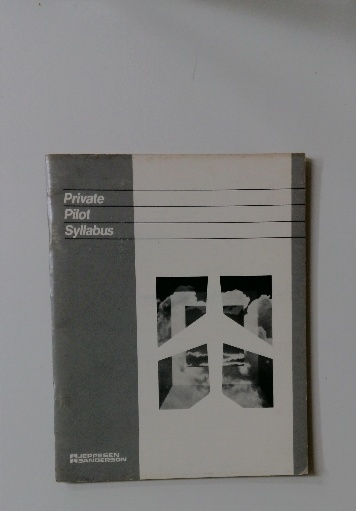 Private
Pilot
Syllabus
JEPPESEN
SANDERSON